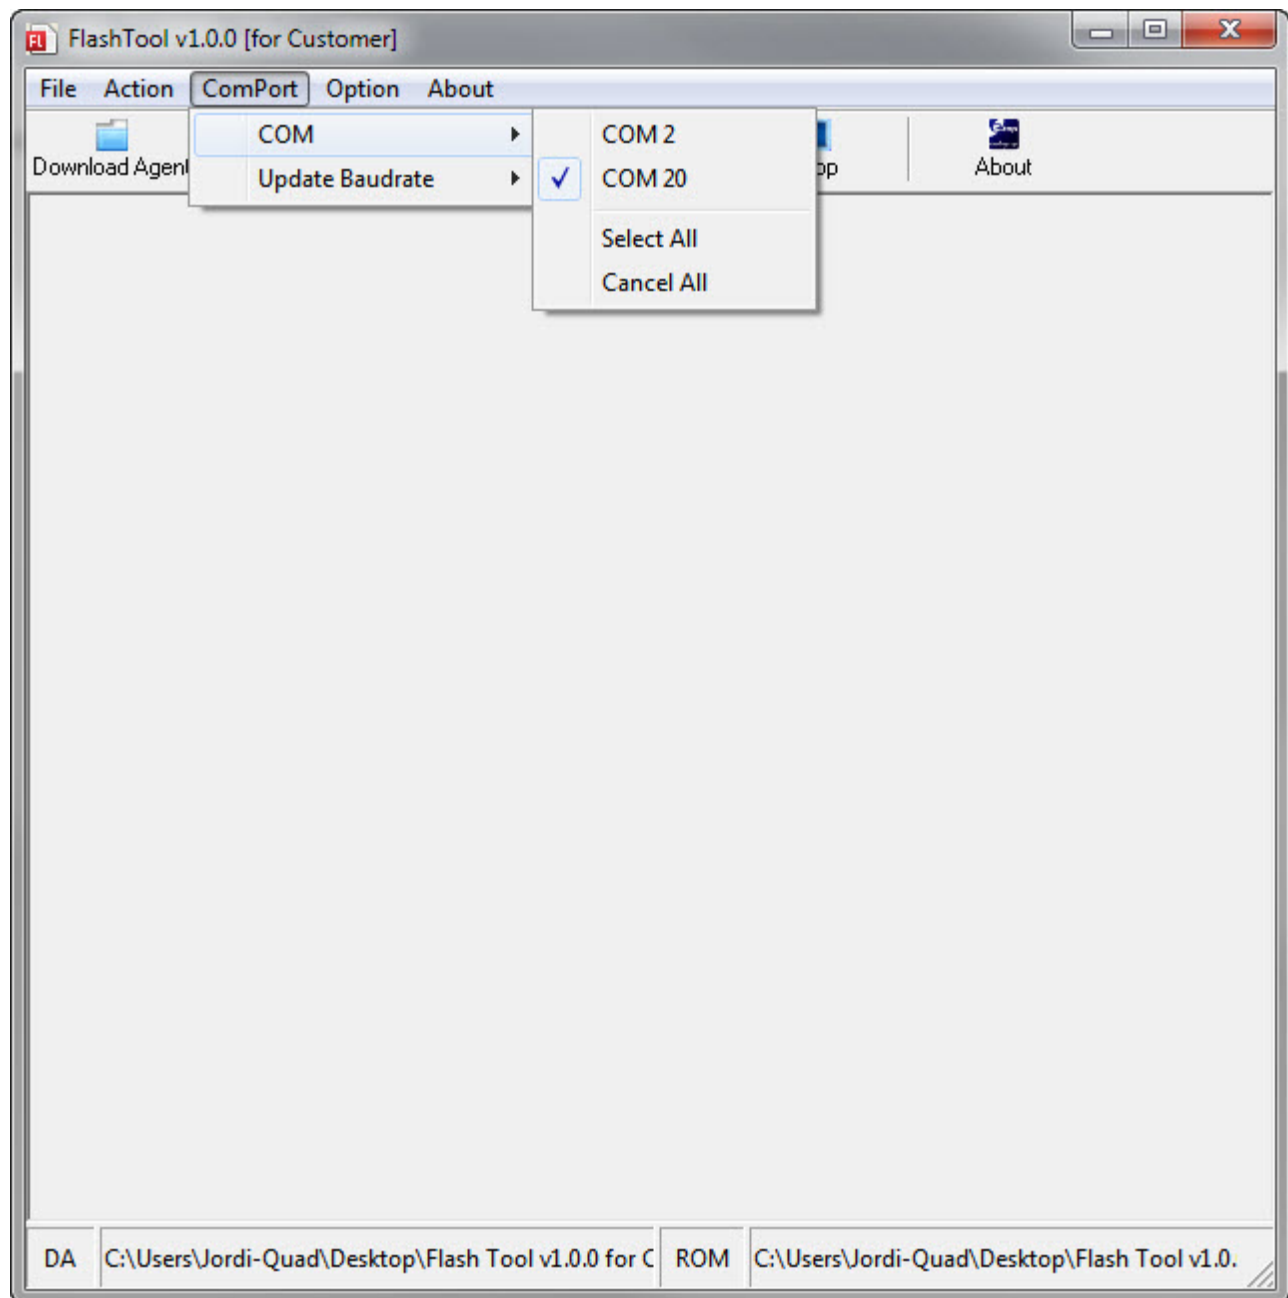 FL FlashTool v1.0.0 [for Customer]
File Action ComPort Option About
COM
Update Baudrate
COM 2
COM 20
Select All
Cancel All
Download Agent
About
DA C:\Users\Jordi-Quad\Desktop\Flash Tool v1.0.0 for C ROM C:\Users\Jordi-Quad\Desktop\Flash Tool v1.0.